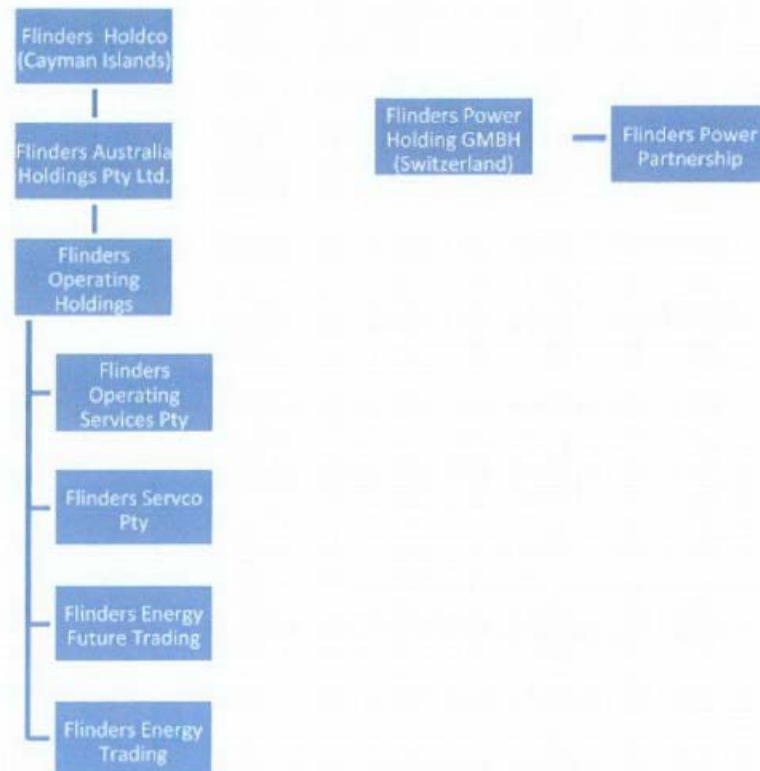 Flinders Holdco
(Cayman Islands)
Flinders Australia
Holdings Pty Ltd.
Flinders
Operating
Holdings
Flinders
Operating
Services Pty
Flinders Servco
Pty
Flinders Energy
Future Trading
Flinders Energy
Trading
Flinders Power
Holding GMBH
(Switzerland)
Flinders Power
Partnership